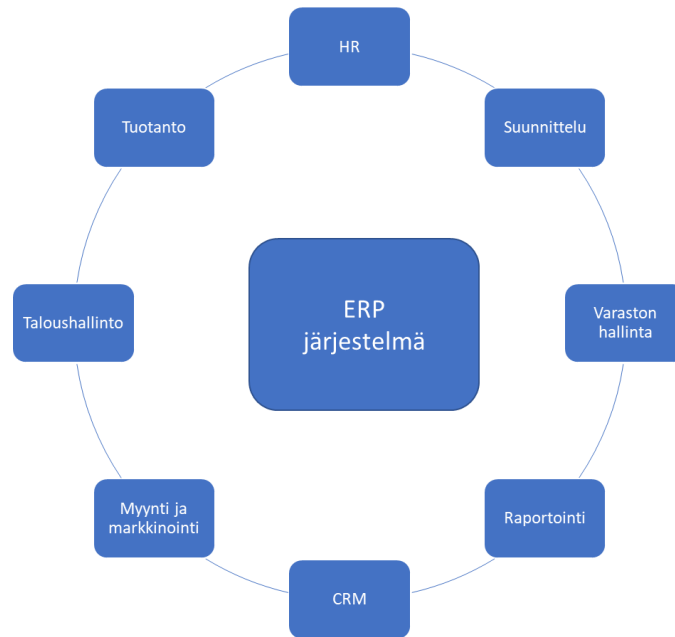 HR
Suunnittelu
Varaston
hallinta
Raportointi
CRM
Myynti ja
markkinointi
Taloushallinto
Tuotanto
ERP
järjestelmä